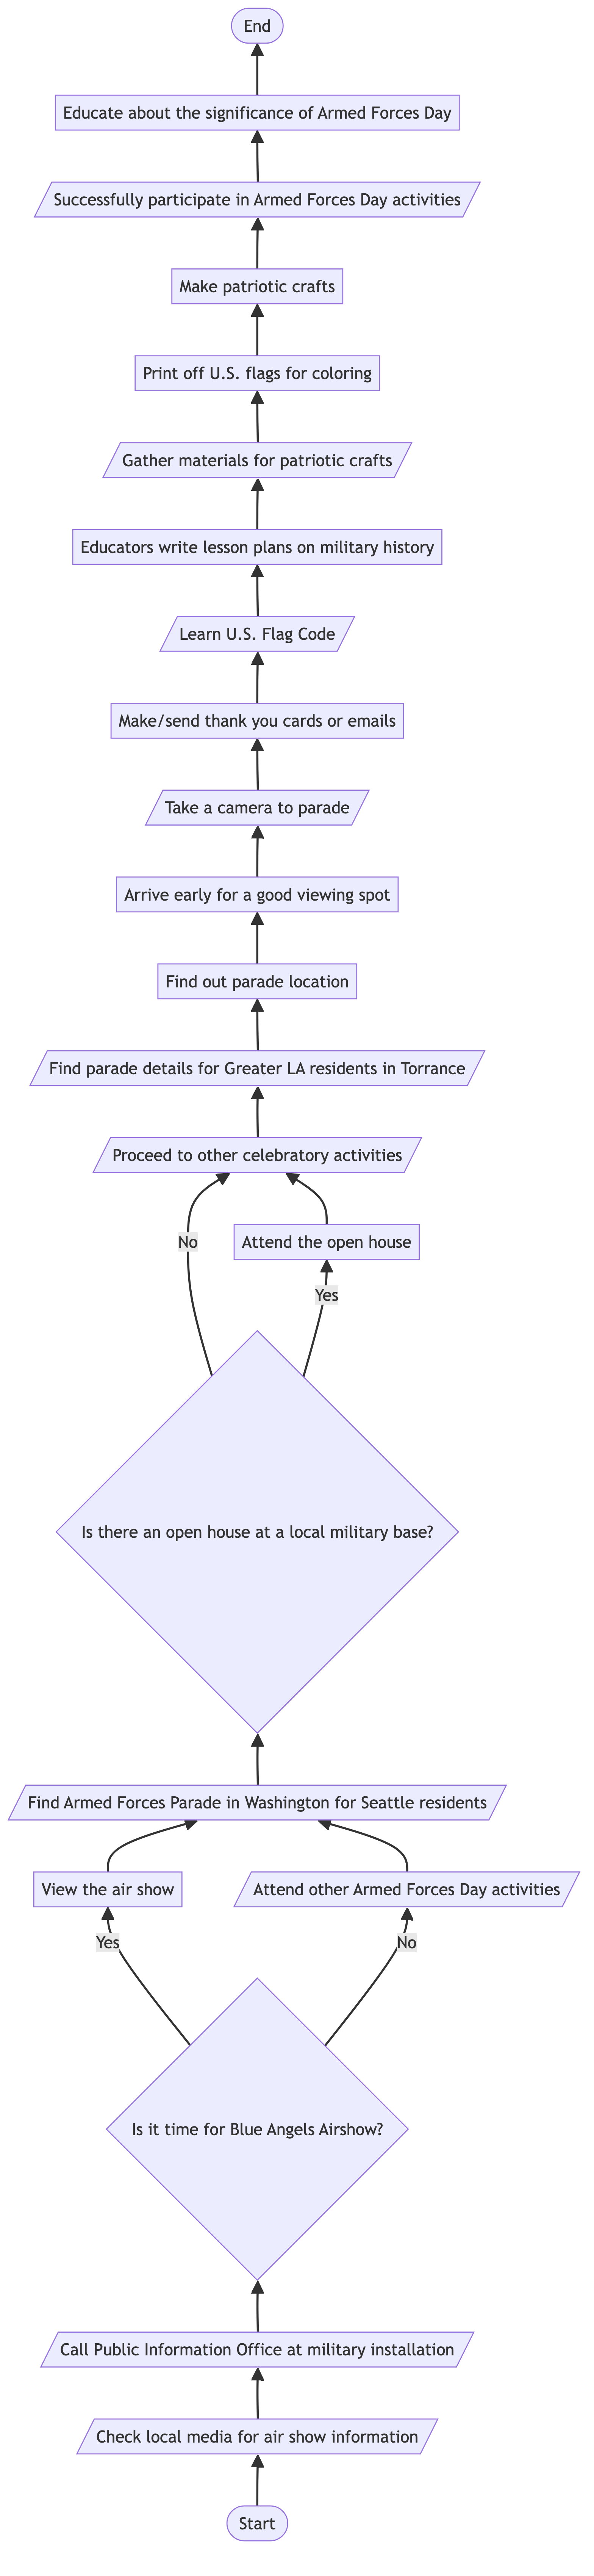 End
Educate about the significance of Armed Forces Day
Successfully participate in Armed Forces Day activities
Make patriotic crafts
Print off U.S. flags for coloring
Gather materials for patriotic crafts
Educators write lesson plans on military history
Learn U.S. Flag Code
Make/send thank you cards or emails
Take a camera to parade
Arrive early for a good viewing spot
Find out parade location
Find parade details for Greater LA residents in Torrance
Proceed to other celebratory activities
No
Attend the open house
Yes
Is there an open house at a local military base?
Find Armed Forces Parade in Washington for Seattle residents
View the air show
Attend other Armed Forces Day activities
Yes
No
Is it time for Blue Angels Airshow?
Call Public Information Office at military installation
Check local media for air show information
Start